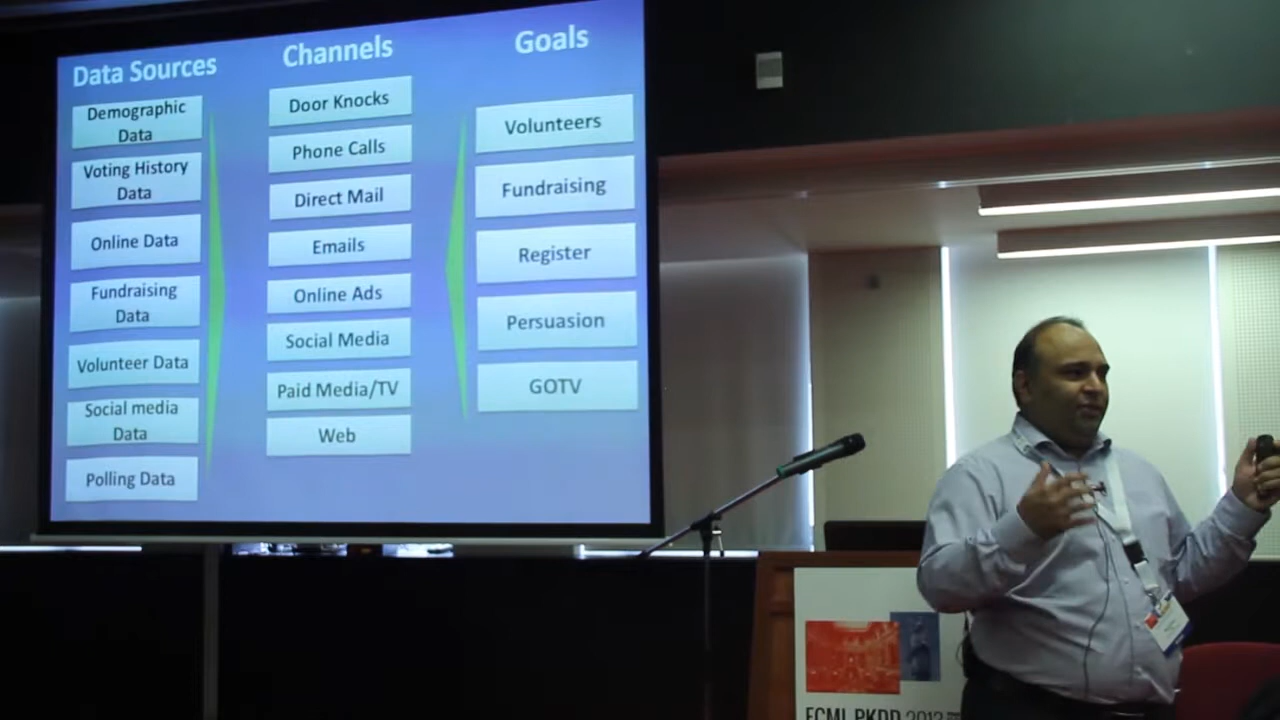 Data Sources
Demographic
Data
Voting History
Data
Online Data
Fundraising
Data
Volunteer Data
Social media
Data
Polling Data
Channels
Door Knocks
Phone Calls
Direct Mail
Emails
Online Ads
Social Media
Paid Media/TV
Web
Goals
Volunteers
Fundraising
Register
Persuasion
GOTV
ECML PKDD 2013